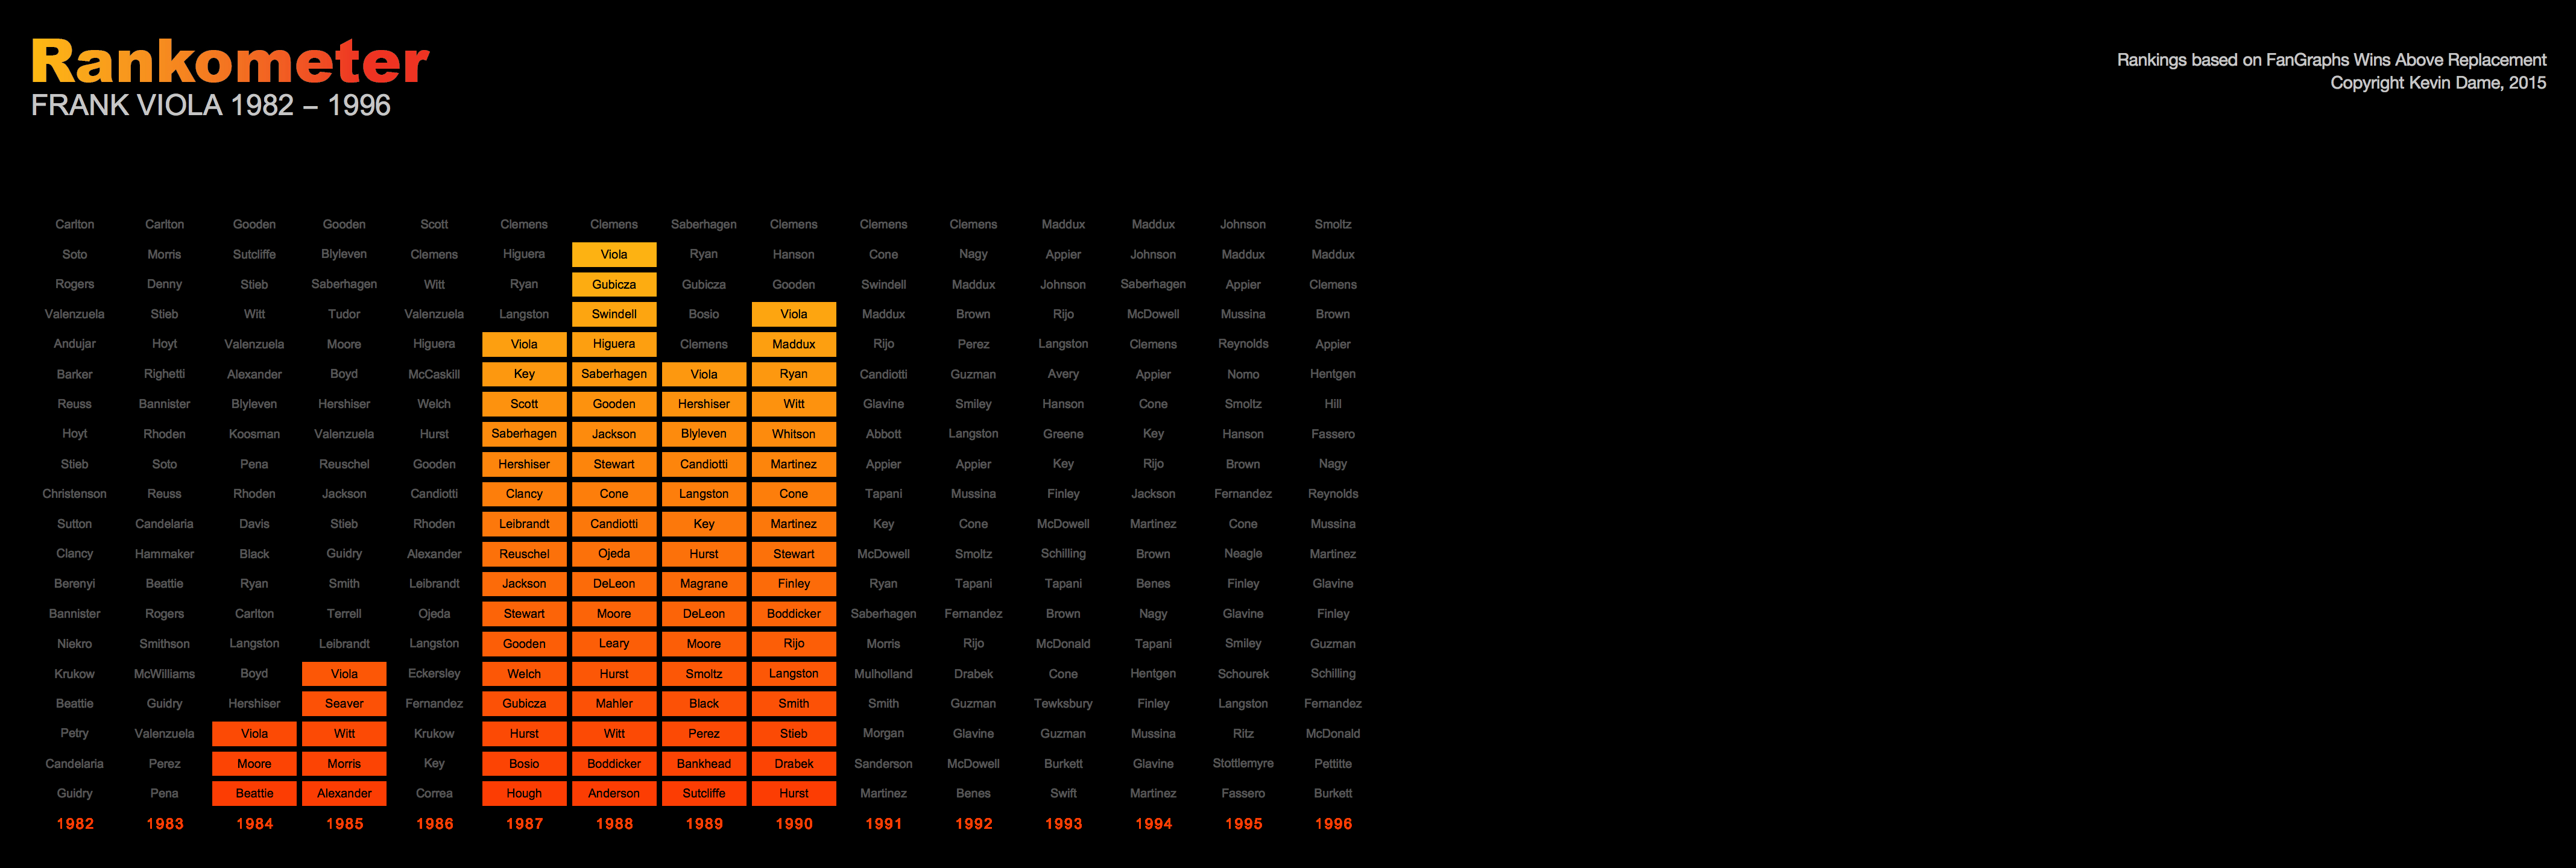 Rankometer
FRANK VIOLA 1982 – 1996
Rankings based on FanGraphs Wins Above Replacement
Copyright Kevin Dame, 2015
Carlton Carlton Gooden Gooden Scott Clemens Clemens Saberhagen Clemens Clemens Clemens Maddux Maddux Johnson Smoltz
Soto Morris Sutcliffe Blyleven Clemens Higuera Viola Ryan Hanson Cone Nagy Appier Johnson Maddux Maddux
Rogers Denny Stieb Saberhagen Witt Ryan Gubicza Gubicza Gooden Swindell Maddux Johnson Saberhagen Appier Clemens
Valenzuela Stieb Witt Tudor Valenzuela Langston Swindell Bosio Viola Maddux Brown Rijo McDowell Mussina Brown
Andujar Hoyt Valenzuela Moore Higuera Viola Higuera Clemens Maddux Rijo Perez Langston Clemens Reynolds Appier
Barker Righetti Alexander Boyd McCaskill Key Saberhagen Viola Ryan Candiotti Guzman Avery Appier Nomo Hentgen
Reuss Bannister Blyleven Hershiser Welch Scott Gooden Hershiser Witt Glavine Smiley Hanson Cone Smoltz Hill
Hoyt Rhoden Koosman Valenzuela Hurst Saberhagen Jackson Blyleven Whitson Abbott Langston Greene Key Hanson Fassero
Stieb Soto Pena Reuschel Gooden Hershiser Stewart Candiotti Martinez Appier Appier Key Rijo Brown Nagy
Christenson Reuss Rhoden Jackson Candiotti Clancy Cone Langston Cone Tapani Mussina Finley Jackson Fernandez Reynolds
Sutton Candelaria Davis Stieb Rhoden Leibrandt Candiotti Key Martinez Key Cone McDowell Martinez Cone Mussina
Clancy Hammaker Black Guidry Alexander Reuschel Ojeda Hurst Stewart McDowell Smoltz Schilling Brown Neagle Martinez
Berenyi Beattie Ryan Smith Leibrandt Jackson DeLeon Magrane Finley Ryan Tapani Tapani Benes Finley Glavine
Bannister Rogers Carlton Terrell Ojeda Stewart Moore DeLeon Boddicker Saberhagen Fernandez Brown Nagy Glavine Finley
Niekro Smithson Langston Leibrandt Langston Gooden Leary Moore Rijo Morris Rijo McDonald Tapani Smiley Guzman
Krukow McWilliams Boyd Viola Eckersley Welch Hurst Smoltz Langston Mulholland Drabek Cone Hentgen Schourek Schilling
Beattie Guidry Hershiser Seaver Fernandez Gubicza Mahler Black Smith Smith Guzman Tewksbury Finley Langston Fernandez
Petry Valenzuela Viola Witt Krukow Hurst Witt Perez Stieb Morgan Glavine Guzman Mussina Ritz McDonald
Candelaria Perez Moore Morris Key Bosio Boddicker Bankhead Drabek Sanderson McDowell Burkett Glavine Stottlemyre Pettitte
Guidry Pena Beattie Alexander Correa Hough Anderson Sutcliffe Hurst Martinez Benes Swift Martinez Fassero Burkett
1982 1983 1984 1985 1986 1987 1988 1989 1990 1991 1992 1993 1994 1995 1996